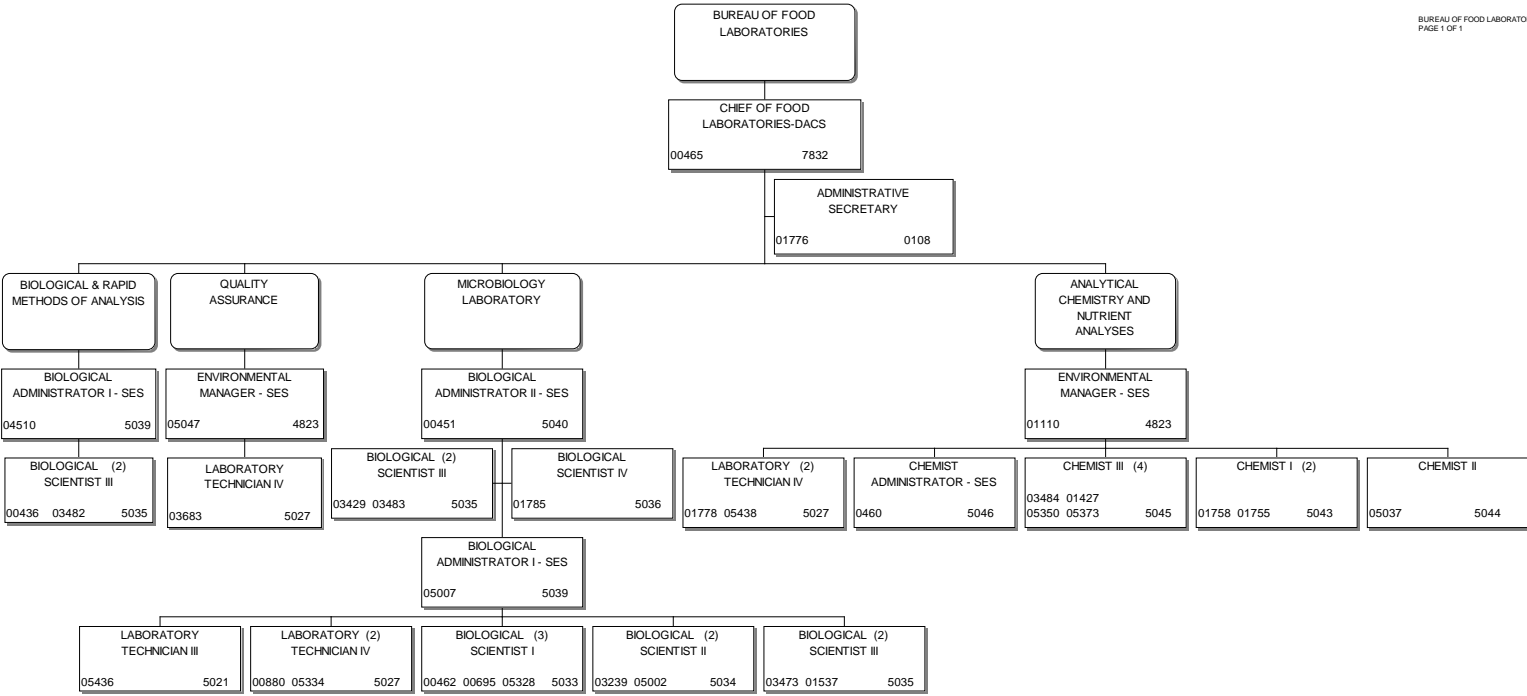 BUREAU OF FOOD
LABORATORIES
PAGE 1 OF 1
BUREAU OF FOOD
CHIEF OF FOOD
LABORATORIES-DACS
00465 7832
ADMINISTRATIVE
SECRETARY
01776 0108
BIOLOGICAL & RAPID
METHODS OF ANALYSIS
QUALITY
ASSURANCE
MICROBIOLOGY
LABORATORY
ANALYTICAL
CHEMISTRY AND
NUTRIENT
ANALYSES
BIOLOGICAL
ADMINISTRATOR I - SES
04510 5039
ENVIRONMENTAL
MANAGER - SES
05047 4823
BIOLOGICAL
ADMINISTRATOR II - SES
00451 5040
ENVIRONMENTAL
MANAGER - SES
01110 4823
BIOLOGICAL (2)
SCIENTIST III
00436 03482 5035
LABORATORY
TECHNICIAN IV
03683 5027
BIOLOGICAL (2)
SCIENTIST III
03429 03483 5035
BIOLOGICAL
SCIENTIST IV
01785 5036
LABORATORY (2)
TECHNICIAN IV
01778 05438 5027
CHEMIST
ADMINISTRATOR - SES
0460 5046
CHEMIST III (4)
03484 01427
05350 05373 5045
CHEMIST I (2)
01758 01755 5043
CHEMIST II
05037 5044
BIOLOGICAL
ADMINISTRATOR I - SES
05007 5039
LABORATORY
TECHNICIAN III
05436 5021
LABORATORY (2)
TECHNICIAN IV
00880 05334 5027
BIOLOGICAL (3)
SCIENTIST I
00462 00695 05328 5033
BIOLOGICAL (2)
SCIENTIST II
03239 05002 5034
BIOLOGICAL (2)
SCIENTIST III
03473 01537 5035